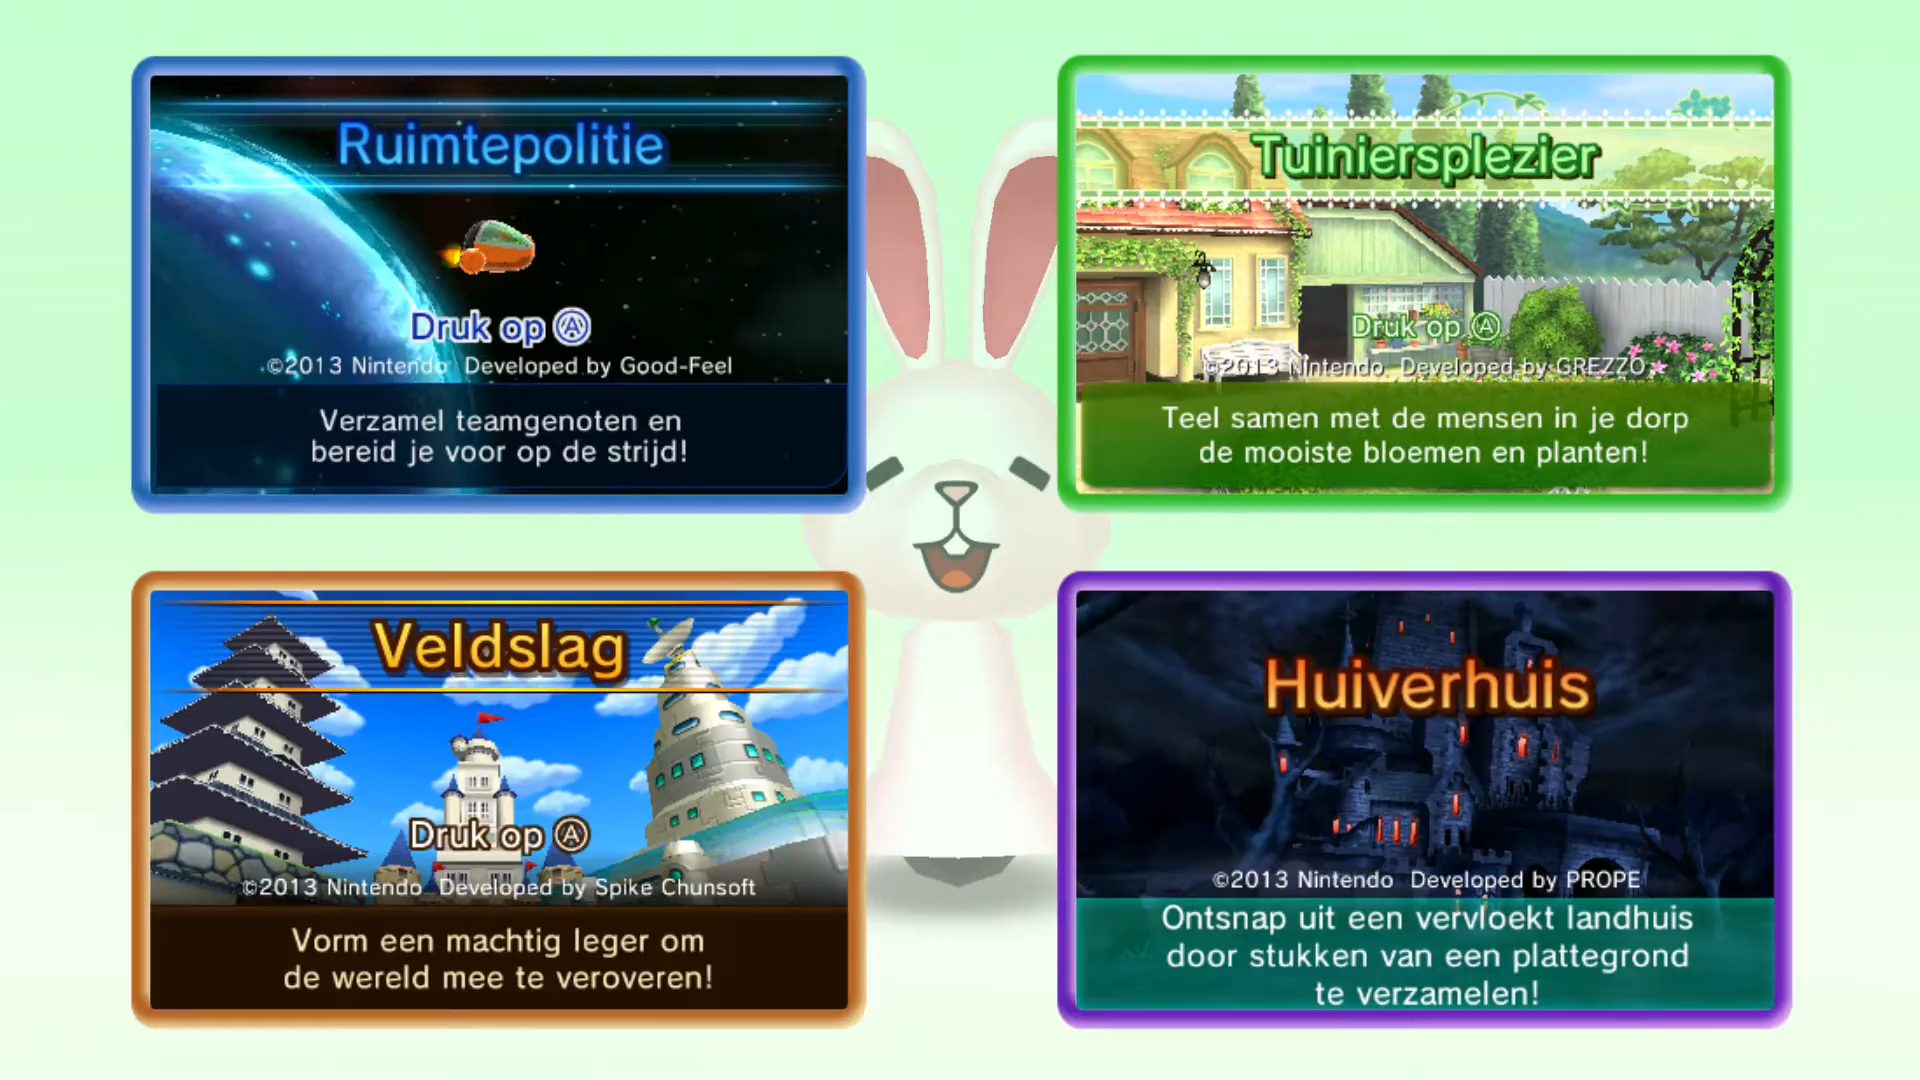 Ruimtepolitie
Druk op Ⓐ
©2013 Nintendo Developed by Good-Feel
Verzamel teamgenoten en
bereid je voor op de strijd!
Tuiniersplezier
Druk op Ⓐ
©2013 Nintendo Developed by GREZZO
Teel samen met de mensen in je dorp
de mooiste bloemen en planten!
Veldslag
Druk op Ⓐ
©2013 Nintendo Developed by Spike Chunsoft
Vorm een machtig leger om
de wereld mee te veroveren!
Huiverhuis
©2013 Nintendo Developed by PROPE
Ontsnap uit een vervloekt landhuis
door stukken van een plattegrond
te verzamelen!